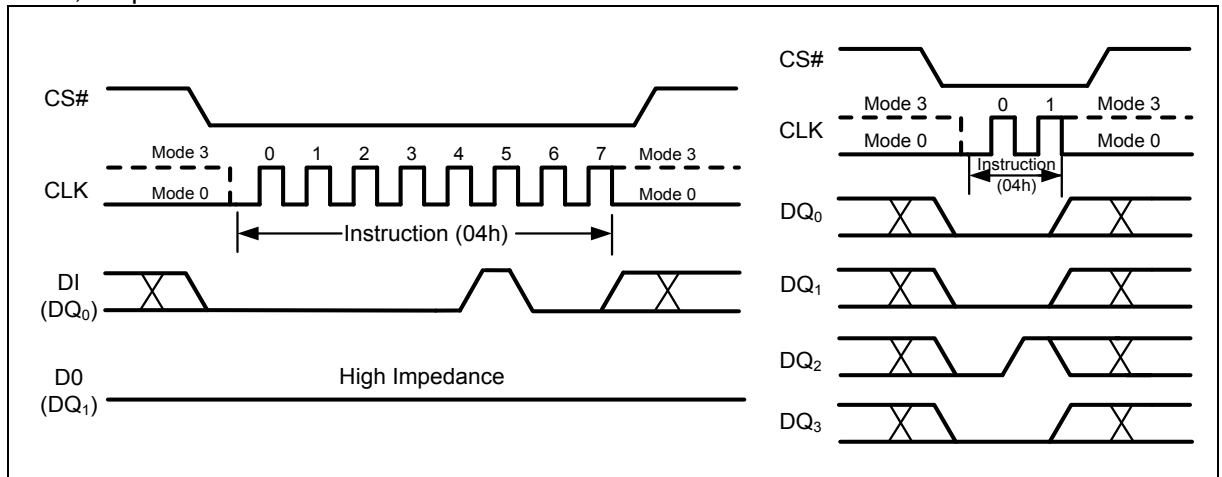 CS#
Mode 3 0 1 2 3 4 5 6 7 Mode 3
CLK Mode 0 Mode 0
Instruction (04h)
DI
(DQ0)
D0
(DQ1)
High Impedance
CS#
Mode 3 0 1 Mode 3
CLK
Mode 0 Mode 0
Instruction
(04h)
DQ0
DQ1
DQ2
DQ3